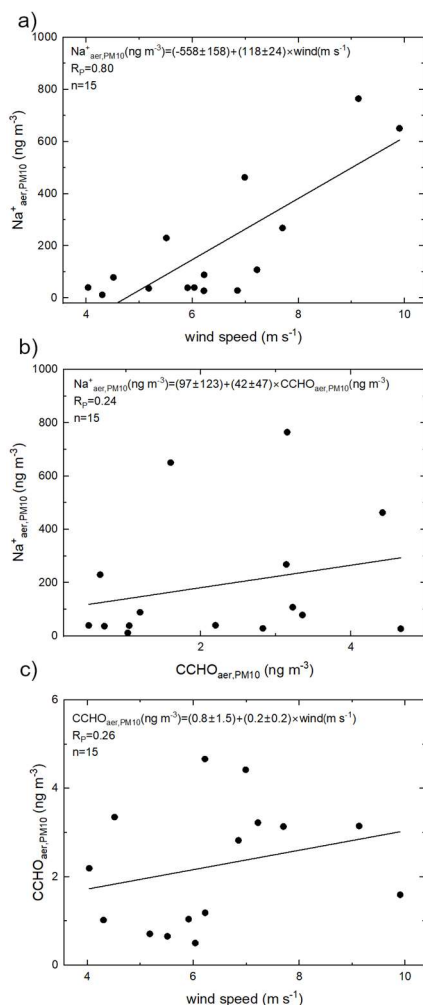 a)
Na⁺aer,PM10(ng m⁻³)=(-558±158)+(118±24)×wind(m s⁻¹)
RP=0.80
n=15
1000
800
600
400
200
0
Na⁺aer,PM10 (ng m⁻³)
4 6 8 10
wind speed (m s⁻¹)
b)
Na⁺aer,PM10(ng m⁻³)=(97±123)+(42±47)×CCHOaer,PM10(ng m⁻³)
RP=0.24
n=15
1000
800
600
400
200
0
Na⁺aer,PM10 (ng m⁻³)
2 4
CCHOaer,PM10 (ng m⁻³)
c)
CCHOaer,PM10(ng m⁻³)=(0.8±1.5)+(0.2±0.2)×wind(m s⁻¹)
RP=0.26
n=15
6
4
2
0
CCHOaer,PM10 (ng m⁻³)
4 6 8 10
wind speed (m s⁻¹)